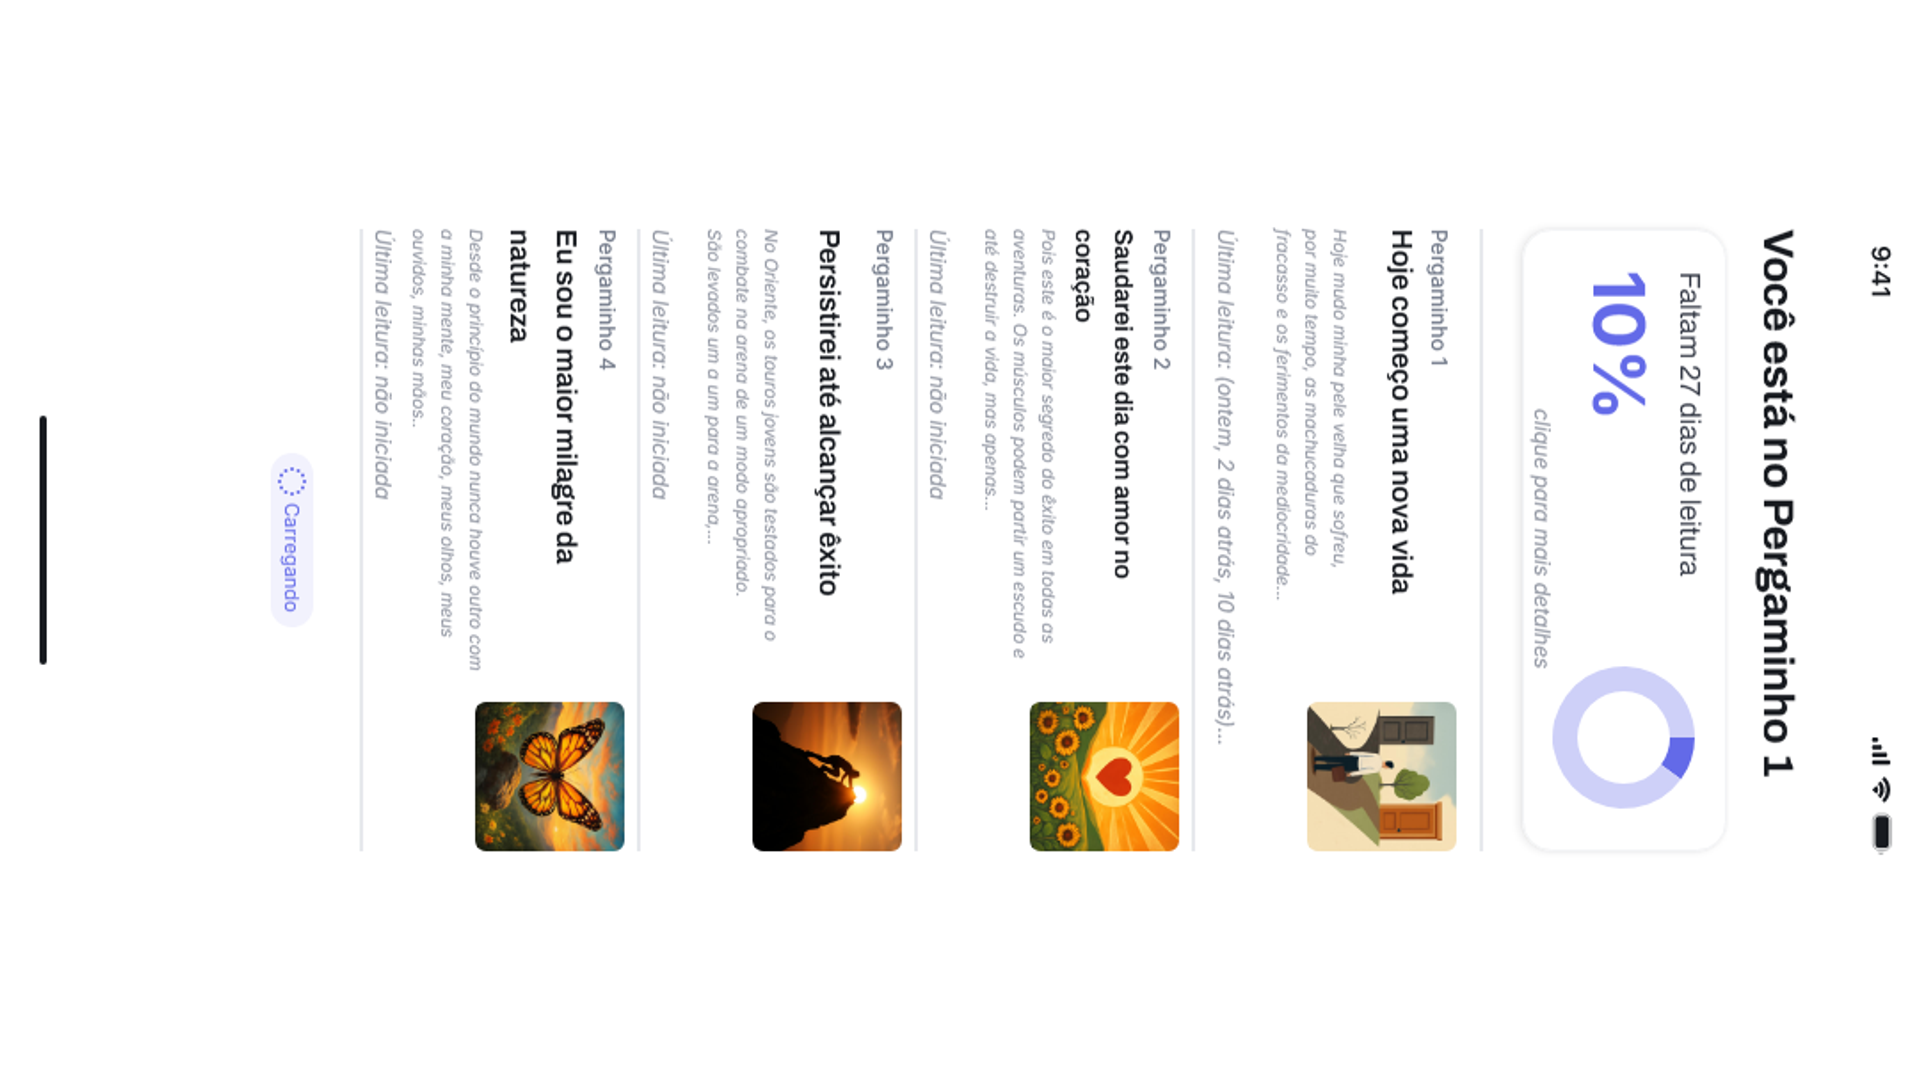 9:41
Você está no Pergaminho 1
Faltam 27 dias de leitura
10%
clique para mais detalhes
Pergaminho 1
Hoje começo uma nova vida
Hoje mudo minha pele velha que sofreu,
por muito tempo, as machucaduras do
fracasso e os ferimentos da mediocridade...
Última leitura: (ontem, 2 dias atrás, 10 dias atrás)...
Pergaminho 2
Saudarei este dia com amor no
coração
Pois este é o maior segredo do êxito em todas as
aventuras. Os músculos podem partir um escudo e
até destruir a vida, mas apenas...
Última leitura: não iniciada
Pergaminho 3
Persistirei até alcançar êxito
No Oriente, os touros jovens são testados para o
combate na arena de um modo apropriado.
São levados um a um para a arena,...
Última leitura: não iniciada
Pergaminho 4
Eu sou o maior milagre da
natureza
Desde o princípio do mundo nunca houve outro com
a minha mente, meu coração, meus olhos, meus
ouvidos, minhas mãos..
Última leitura: não iniciada
Carregando